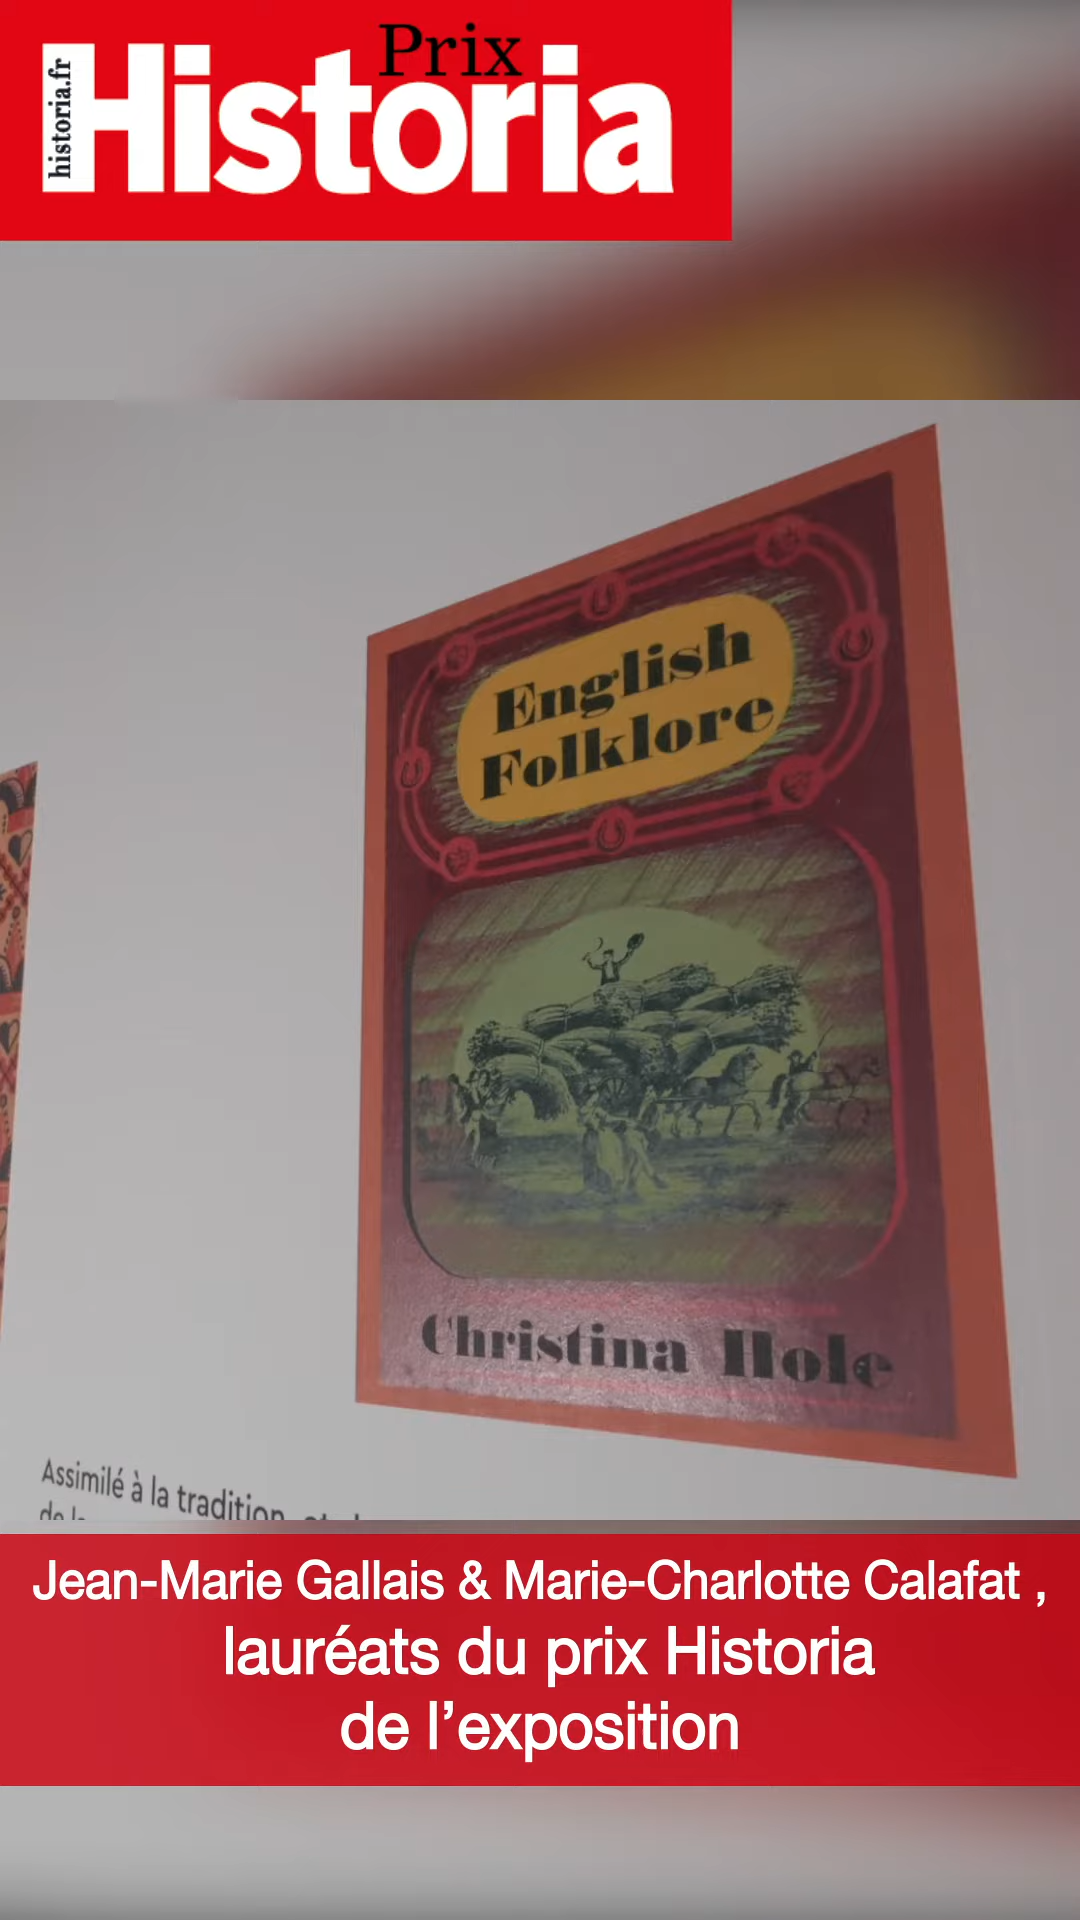 Prix
Historia
historia.fr
English
Folklore
Christina Hole
Assimilé à la tradition
Jean-Marie Gallais & Marie-Charlotte Calafat ,
lauréats du prix Historia
de l'exposition